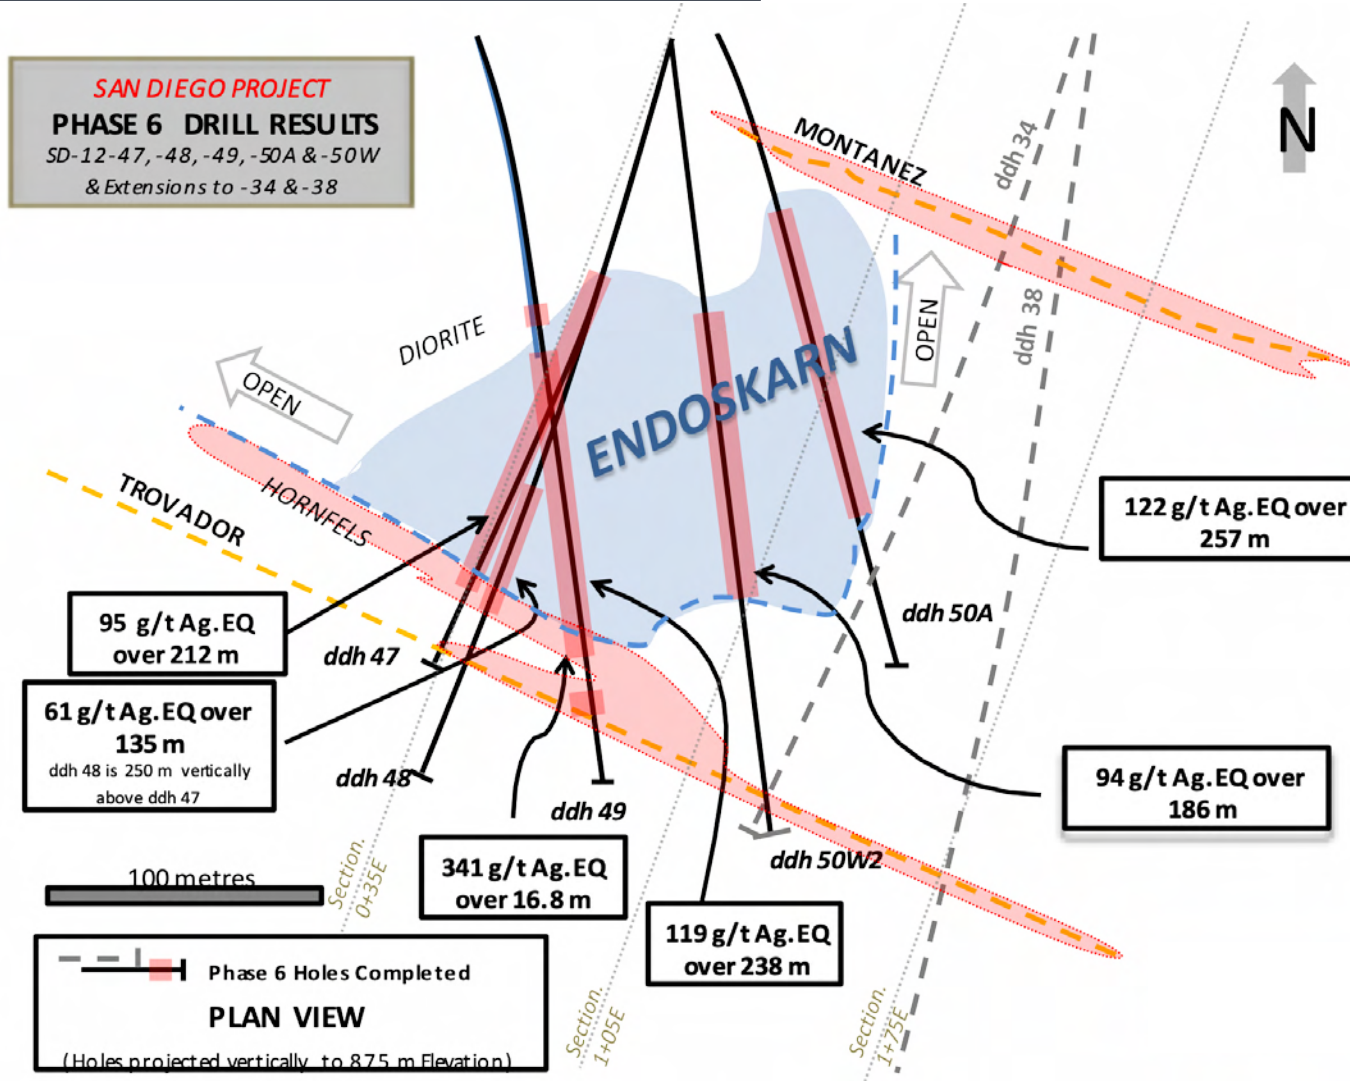 SAN DIEGO PROJECT
PHASE 6 DRILL RESULTS
SD-12-47, -48, -49, -50A & -50W
& Extensions to -34 & -38
N
MONTANEZ
ddh 34
ddh 38
OPEN
DIORITE
OPEN
ENDOSKARN
TROVADOR
HORNFELS
122 g/t Ag.EQ over
257 m
95 g/t Ag.EQ
over 212 m
ddh 47
ddh 50A
61 g/t Ag.EQ over
135 m
ddh 48 is 250 m vertically
above ddh 47
ddh 48
ddh 49
94 g/t Ag.EQ over
186 m
ddh 50W2
341 g/t Ag.EQ
over 16.8 m
100 metres
Section.
0+35E
119 g/t Ag.EQ
over 238 m
Phase 6 Holes Completed
PLAN VIEW
(Holes projected vertically to 875 m Elevation)
Section.
1+05E
Section.
1+75E